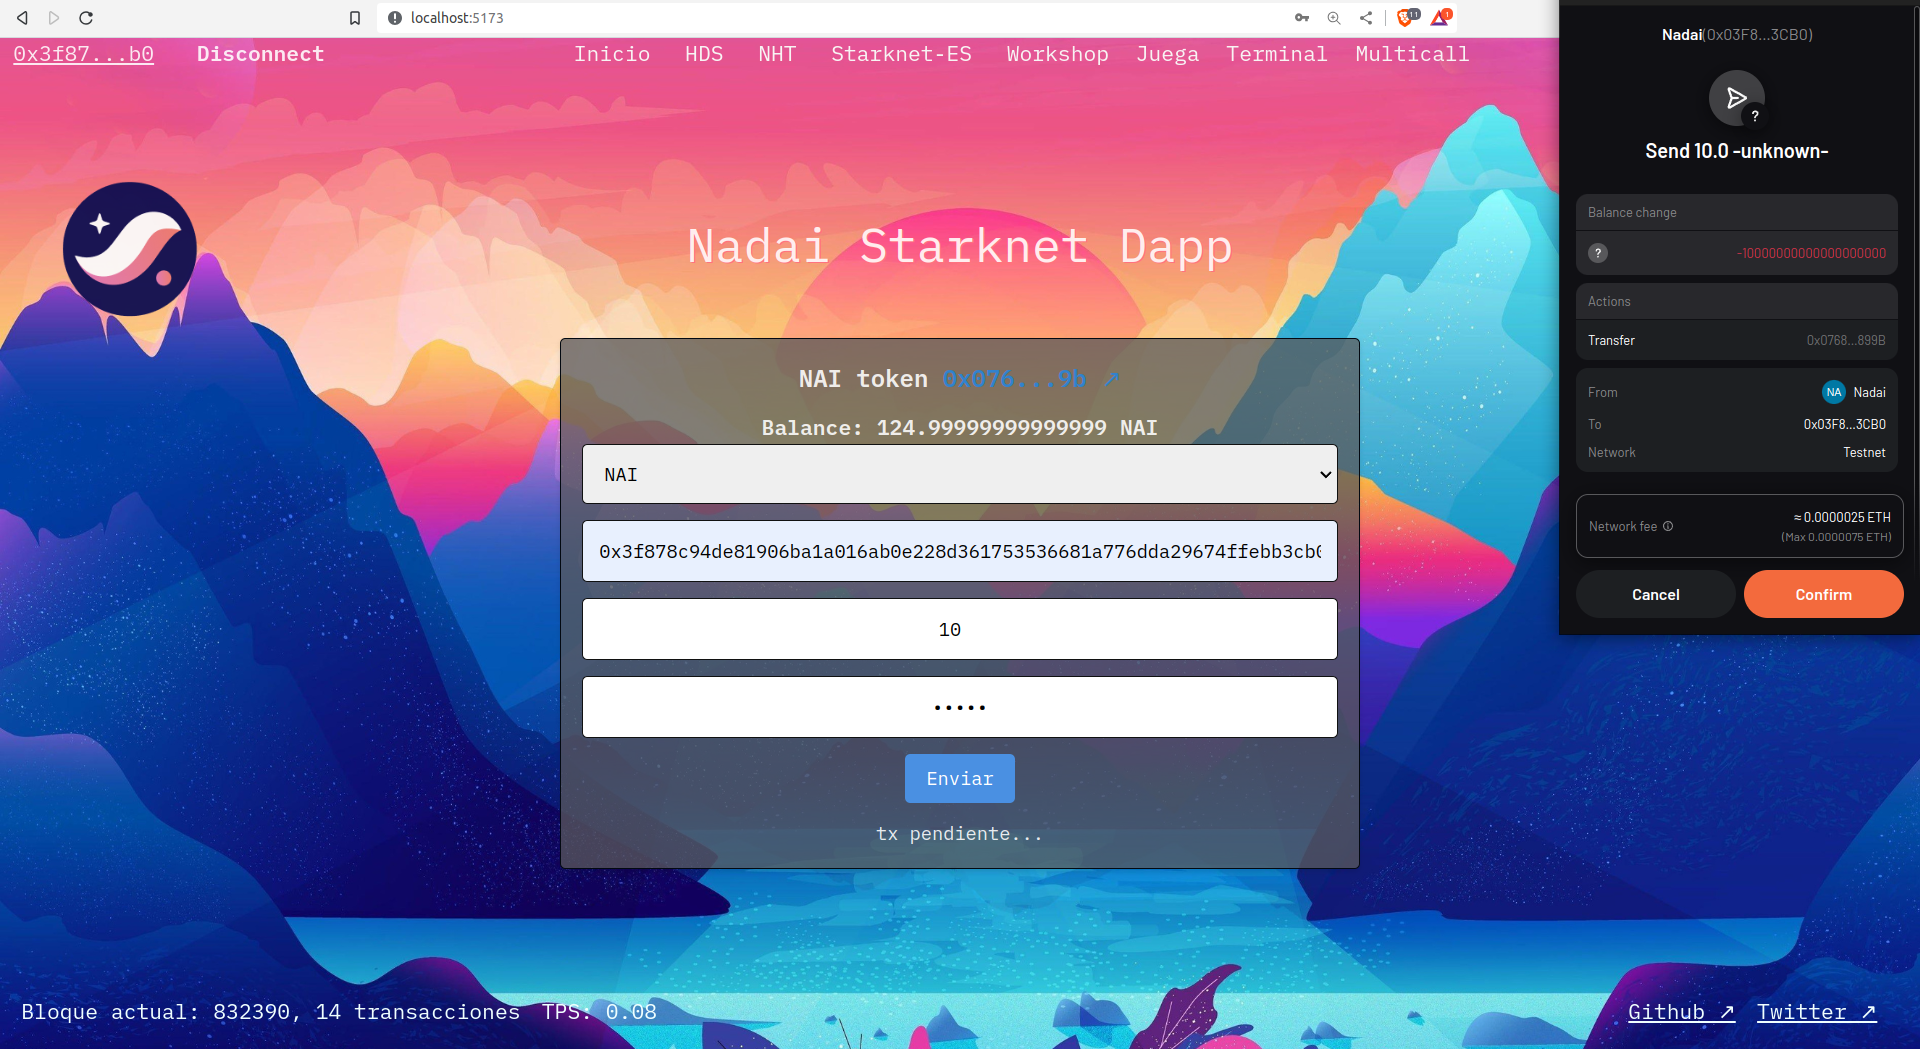 localhost:5173
11
1
0x3f87...b0 Disconnect Inicio HDS NHT Starknet-ES Workshop Juega Terminal Multicall
Nadai Starknet Dapp
NAI token 0x076...9b ↗
Balance: 124.99999999999999 NAI
NAI
0x3f878c94de81906ba1a016ab0e228d361753536681a776dda29674ffebb3cb0
10
•••••
Enviar
tx pendiente...
Bloque actual: 832390, 14 transacciones TPS: 0.08
Github ↗ Twitter ↗
Nadai(0x03F8...3CB0)
?
Send 10.0 -unknown-
Balance change
? -10000000000000000000
Actions
Transfer 0x0768...899B
From NA Nadai
To 0x03F8...3CB0
Network Testnet
Network fee ≈ 0.0000025 ETH
(Max 0.0000075 ETH)
Cancel Confirm